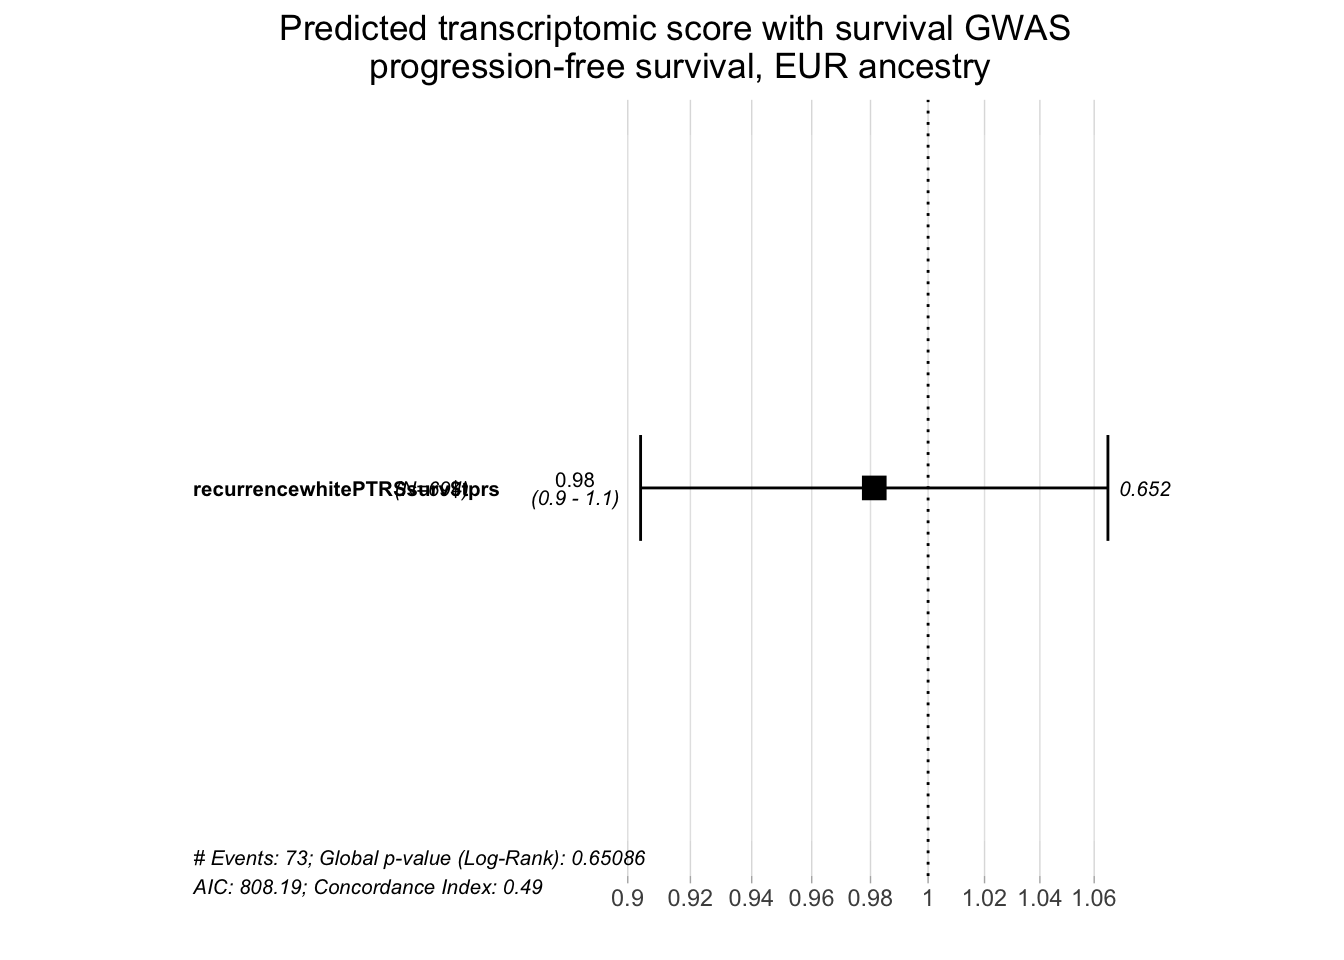 Predicted transcriptomic score with survival GWAS
progression-free survival, EUR ancestry
0.98
(0.9 - 1.1)
0.652
# Events: 73; Global p-value (Log-Rank): 0.65086
AIC: 808.19; Concordance Index: 0.49
0.9 0.92 0.94 0.96 0.98 1 1.02 1.04 1.06